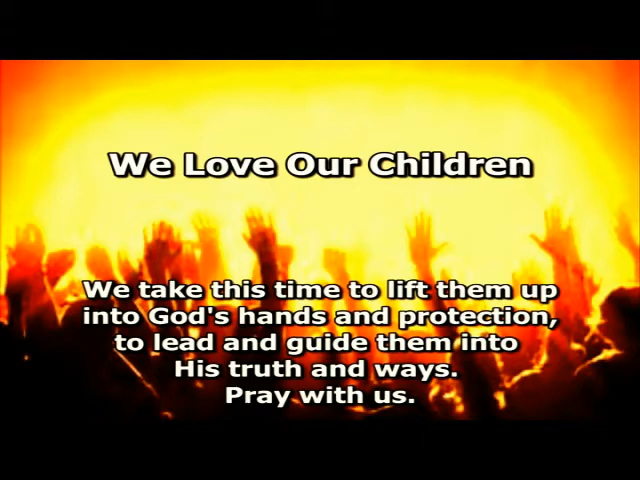 We Love Our Children
We take this time to lift them up
into God's hands and protection,
to lead and guide them into
His truth and ways.
Pray with us.